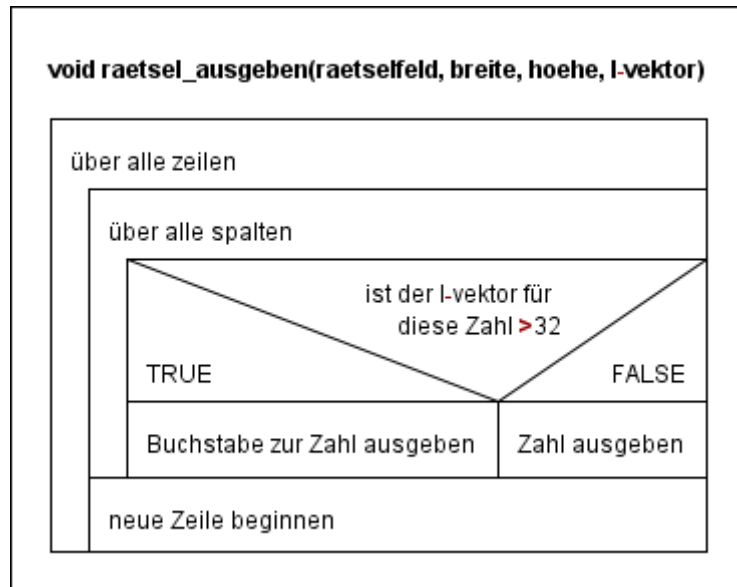 void raetsel_ausgeben(raetselfeld, breite, hoehe, l-vektor)
über alle zeilen
über alle spalten
ist der l-vektor für
diese Zahl >32
TRUE
FALSE
Buchstabe zur Zahl ausgeben
Zahl ausgeben
neue Zeile beginnen